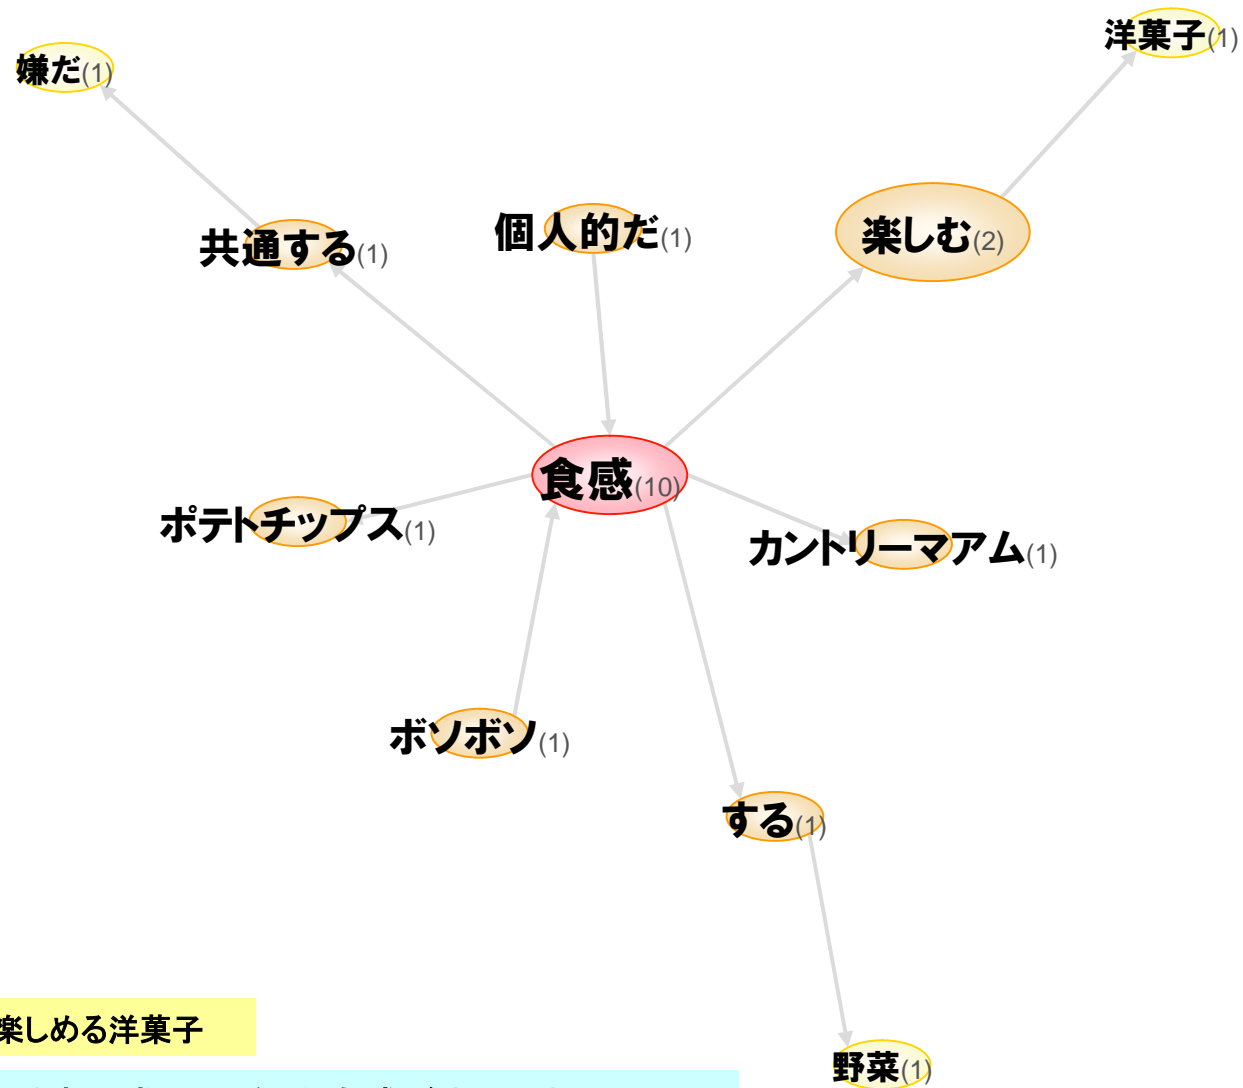 洋菓子(1)
嫌だ(1)
個人的だ(1)
楽しむ(2)
共通する(1)
食感(10)
ポテトチップス(1)
カントリーマアム(1)
ボソボソ(1)
する(1)
楽しめる洋菓子
野菜(1)